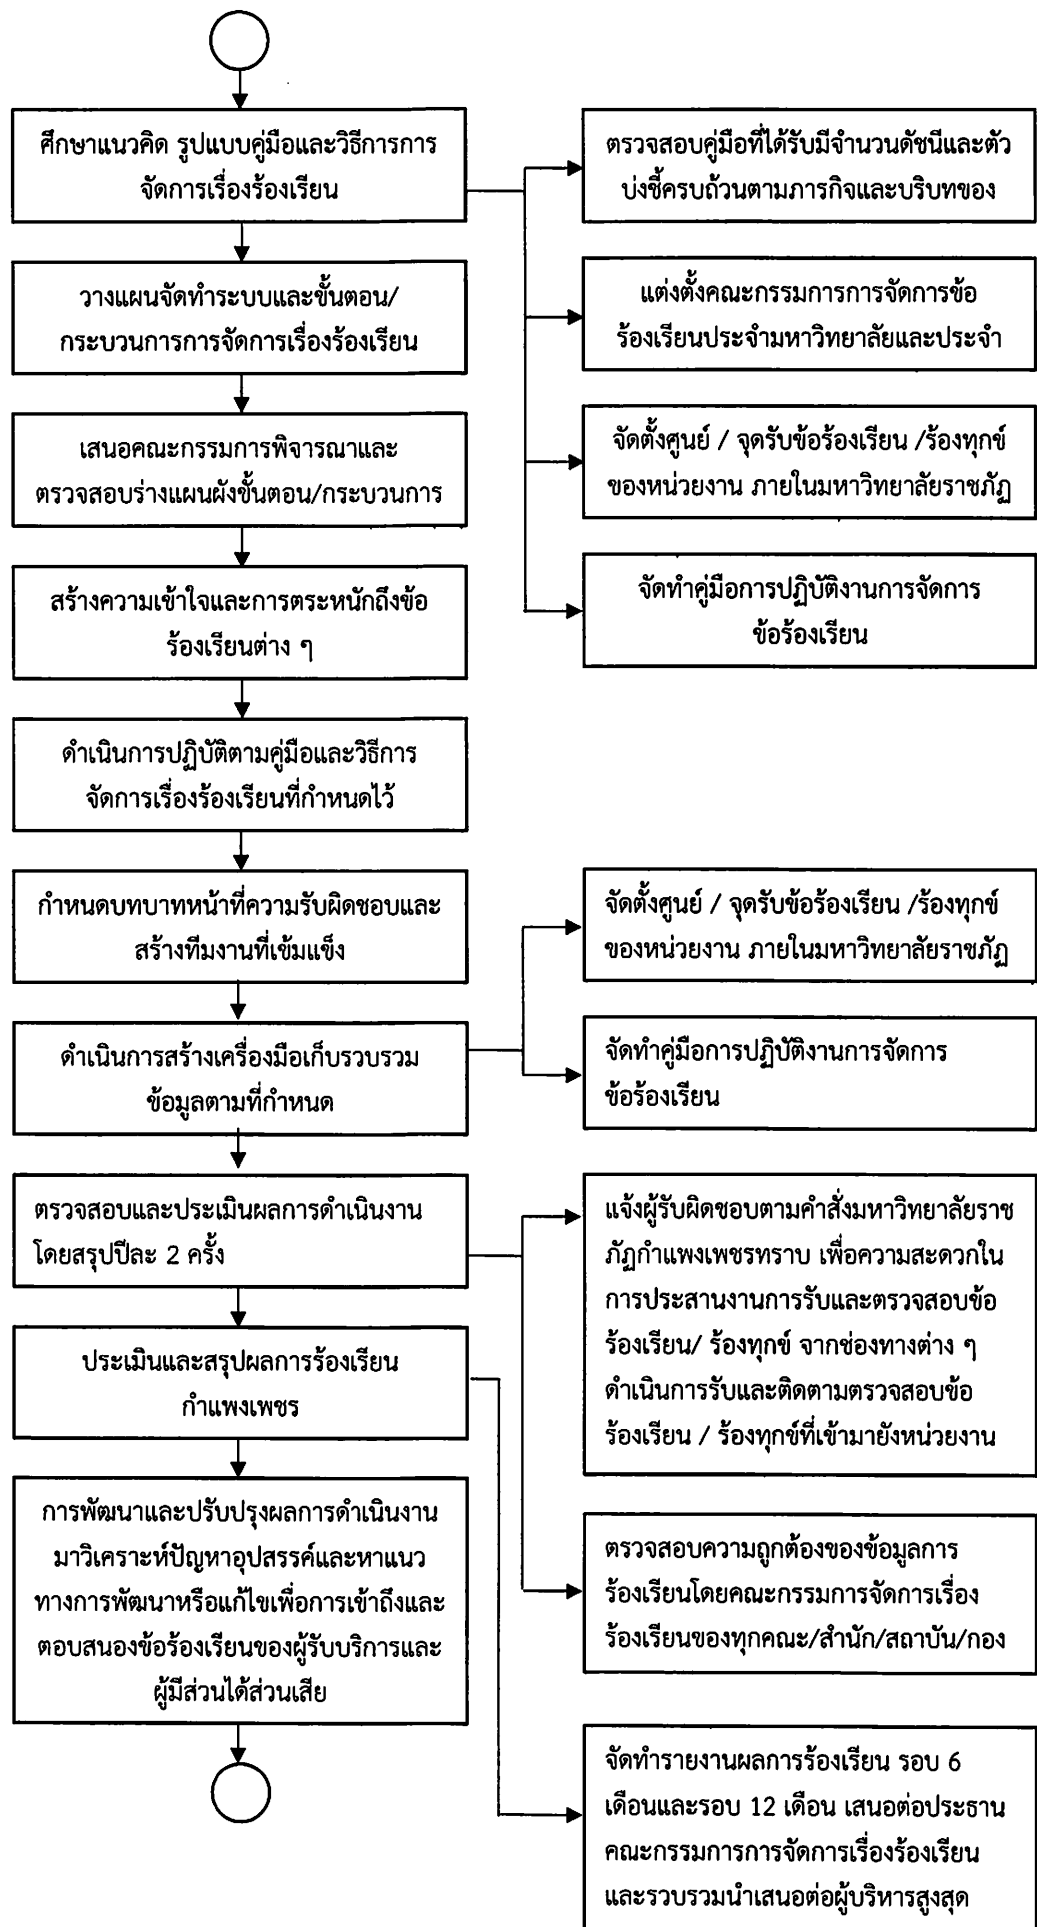 ศึกษาแนวคิด รูปแบบคู่มือและวิธีการการ
จัดการเรื่องร้องเรียน
ตรวจสอบคู่มือที่ได้รับมีจำนวนดัชนีและตัว
บ่งชี้ครบถ้วนตามภารกิจและบริบทของ
วางแผนจัดทำระบบและขั้นตอน/
กระบวนการการจัดการเรื่องร้องเรียน
แต่งตั้งคณะกรรมการการจัดการข้อ
ร้องเรียนประจำมหาวิทยาลัยและประจำ
เสนอคณะกรรมการพิจารณาและ
ตรวจสอบร่างแผนผังขั้นตอน/กระบวนการ
จัดตั้งศูนย์ / จุดรับข้อร้องเรียน /ร้องทุกข์
ของหน่วยงาน ภายในมหาวิทยาลัยราชภัฏ
สร้างความเข้าใจและการตระหนักถึงข้อ
ร้องเรียนต่าง ๆ
จัดทำคู่มือการปฏิบัติงานการจัดการ
ข้อร้องเรียน
ดำเนินการปฏิบัติตามคู่มือและวิธีการ
จัดการเรื่องร้องเรียนที่กำหนดไว้
กำหนดบทบาทหน้าที่ความรับผิดชอบและ
สร้างทีมงานที่เข้มแข็ง
จัดตั้งศูนย์ / จุดรับข้อร้องเรียน /ร้องทุกข์
ของหน่วยงาน ภายในมหาวิทยาลัยราชภัฏ
ดำเนินการสร้างเครื่องมือเก็บรวบรวม
ข้อมูลตามที่กำหนด
จัดทำคู่มือการปฏิบัติงานการจัดการ
ข้อร้องเรียน
ตรวจสอบและประเมินผลการดำเนินงาน
โดยสรุปปีละ 2 ครั้ง
แจ้งผู้รับผิดชอบตามคำสั่งมหาวิทยาลัยราช
ภัฏกำแพงเพชรทราบ เพื่อความสะดวกใน
การประสานงานการรับและตรวจสอบข้อ
ร้องเรียน/ ร้องทุกข์ จากช่องทางต่าง ๆ
ดำเนินการรับและติดตามตรวจสอบข้อ
ร้องเรียน / ร้องทุกข์ที่เข้ามายังหน่วยงาน
ประเมินและสรุปผลการร้องเรียน
กำแพงเพชร
การพัฒนาและปรับปรุงผลการดำเนินงาน
มาวิเคราะห์ปัญหาอุปสรรค์และหาแนว
ทางการพัฒนาหรือแก้ไขเพื่อการเข้าถึงและ
ตอบสนองข้อร้องเรียนของผู้รับบริการและ
ผู้มีส่วนได้ส่วนเสีย
ตรวจสอบความถูกต้องของข้อมูลการ
ร้องเรียนโดยคณะกรรมการจัดการเรื่อง
ร้องเรียนของทุกคณะ/สำนัก/สถาบัน/กอง
จัดทำรายงานผลการร้องเรียน รอบ 6
เดือนและรอบ 12 เดือน เสนอต่อประธาน
คณะกรรมการการจัดการเรื่องร้องเรียน
และรวบรวมนำเสนอต่อผู้บริหารสูงสุด